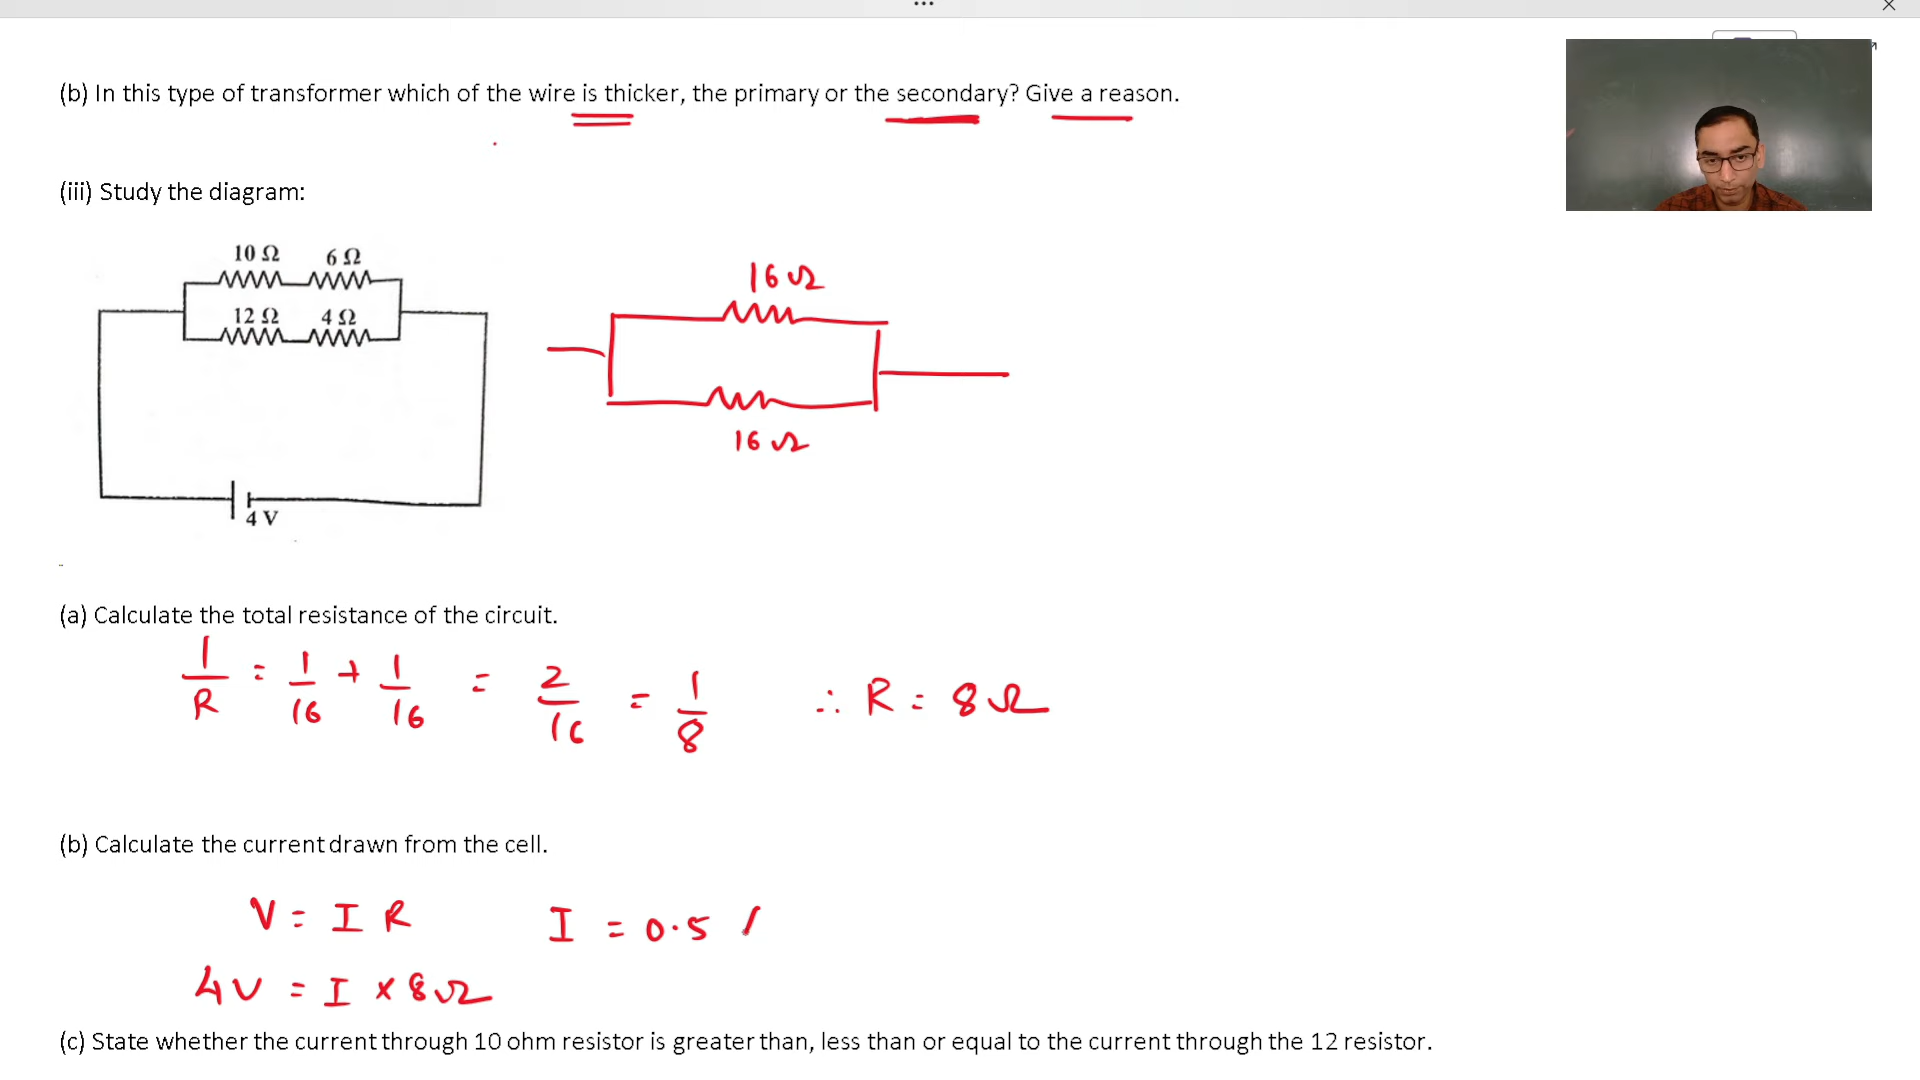 (b) In this type of transformer which of the wire is thicker, the primary or the secondary? Give a reason.
(iii) Study the diagram:
10 Ω 6 Ω
12 Ω 4 Ω
4 V
16 Ω
16 Ω
(a) Calculate the total resistance of the circuit.
1/R = 1/16 + 1/16 = 2/16 = 1/8 ∴ R = 8 Ω
(b) Calculate the current drawn from the cell.
V = I R I = 0.5
4V = I × 8 Ω
(c) State whether the current through 10 ohm resistor is greater than, less than or equal to the current through the 12 resistor.